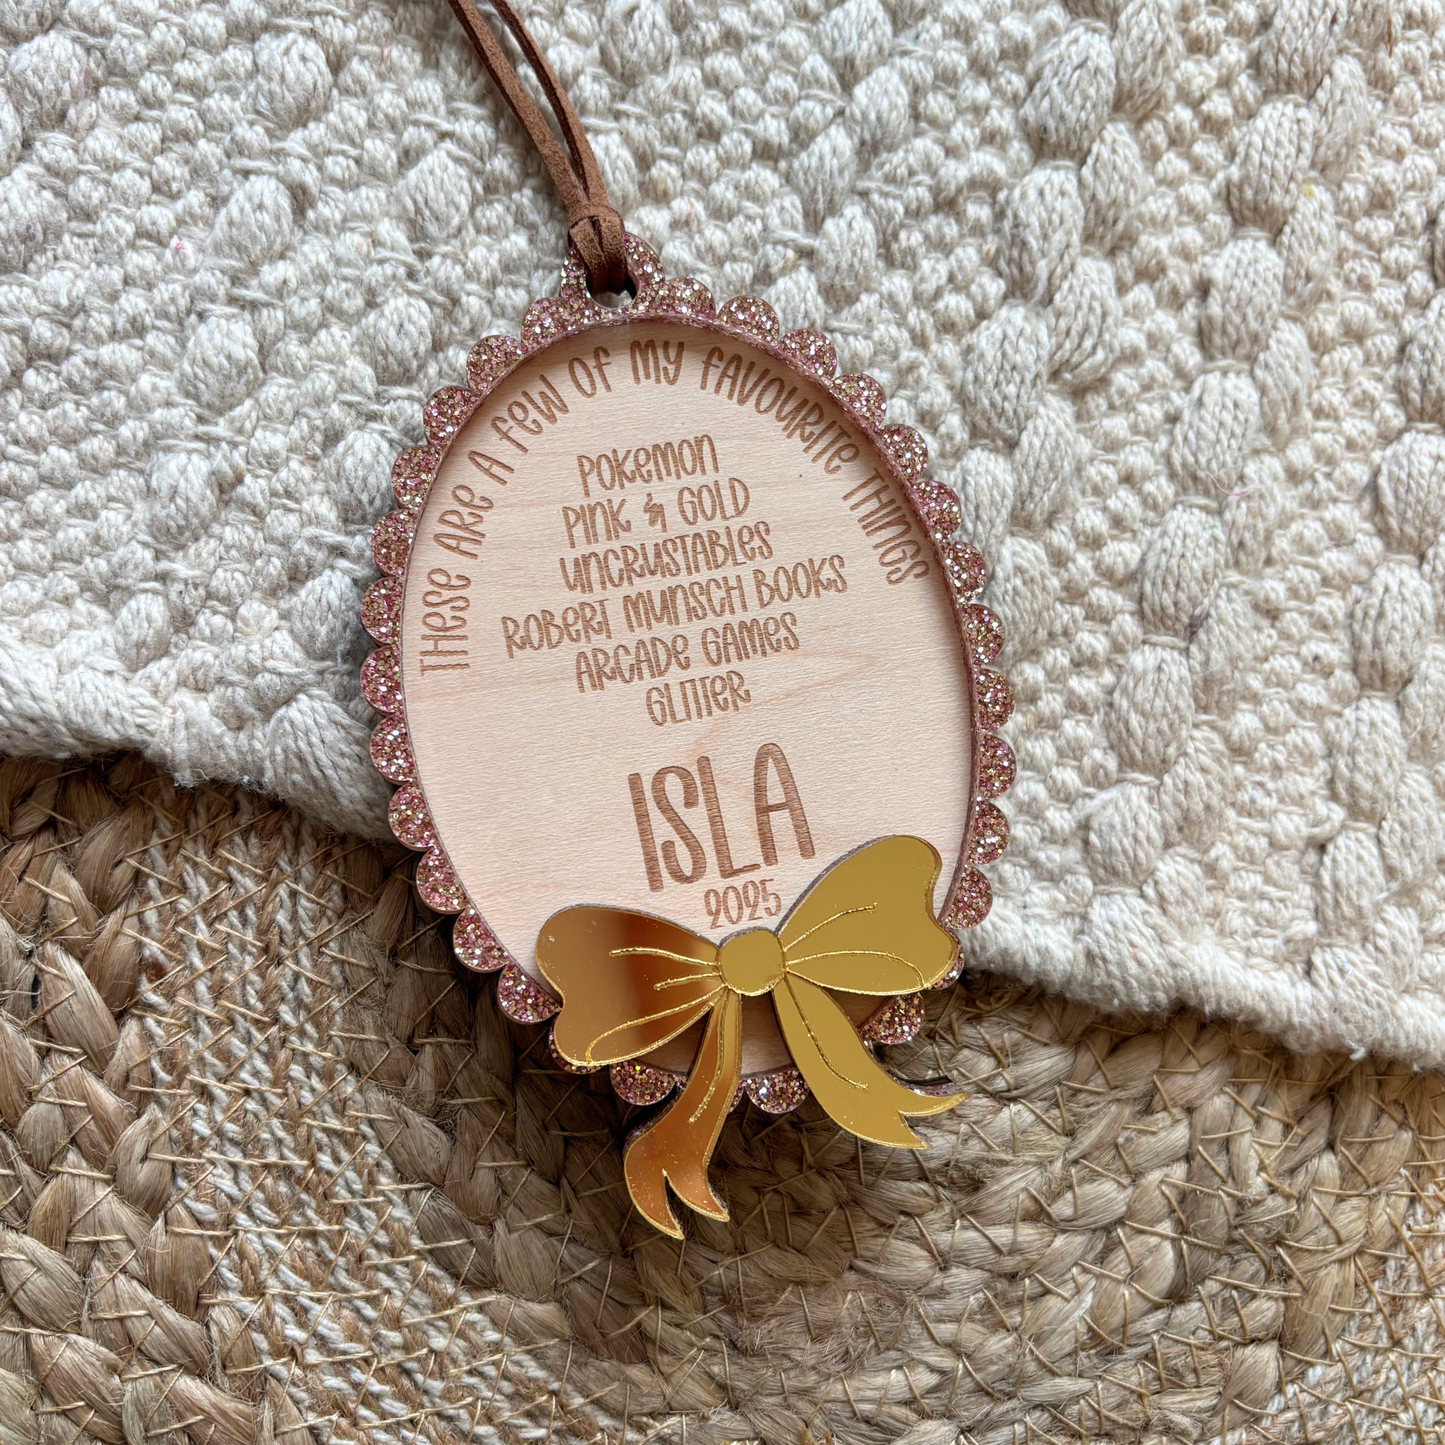 THESE ARE A FEW OF MY FAVOURITE THINGS
POKEMON
PINK & GOLD
UNCRUSTABLES
ROBERT MUNSCH BOOKS
ARCADE GAMES
GLITTER
ISLA
2025